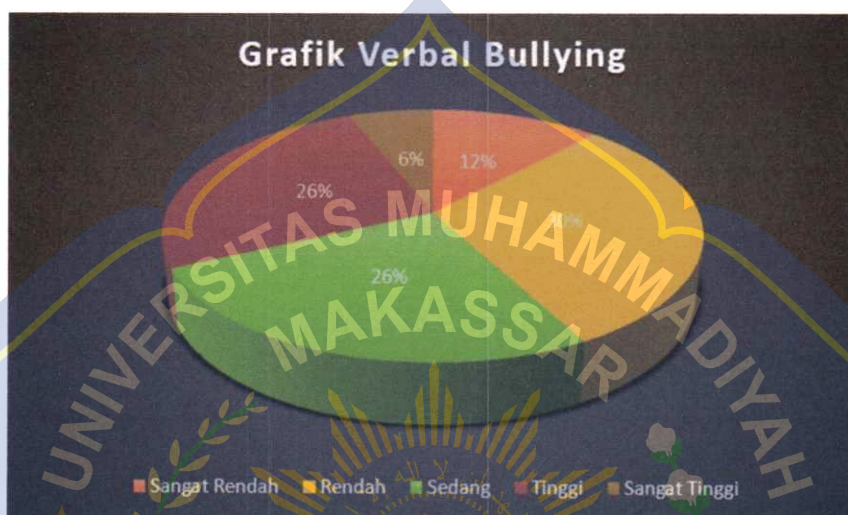 Grafik Verbal Bullying
6%
12%
26%
26%
UNIVERSITAS MUHAMMADIYAH
MAKASSAR
Sangat Rendah Rendah Sedang Tinggi Sangat Tinggi